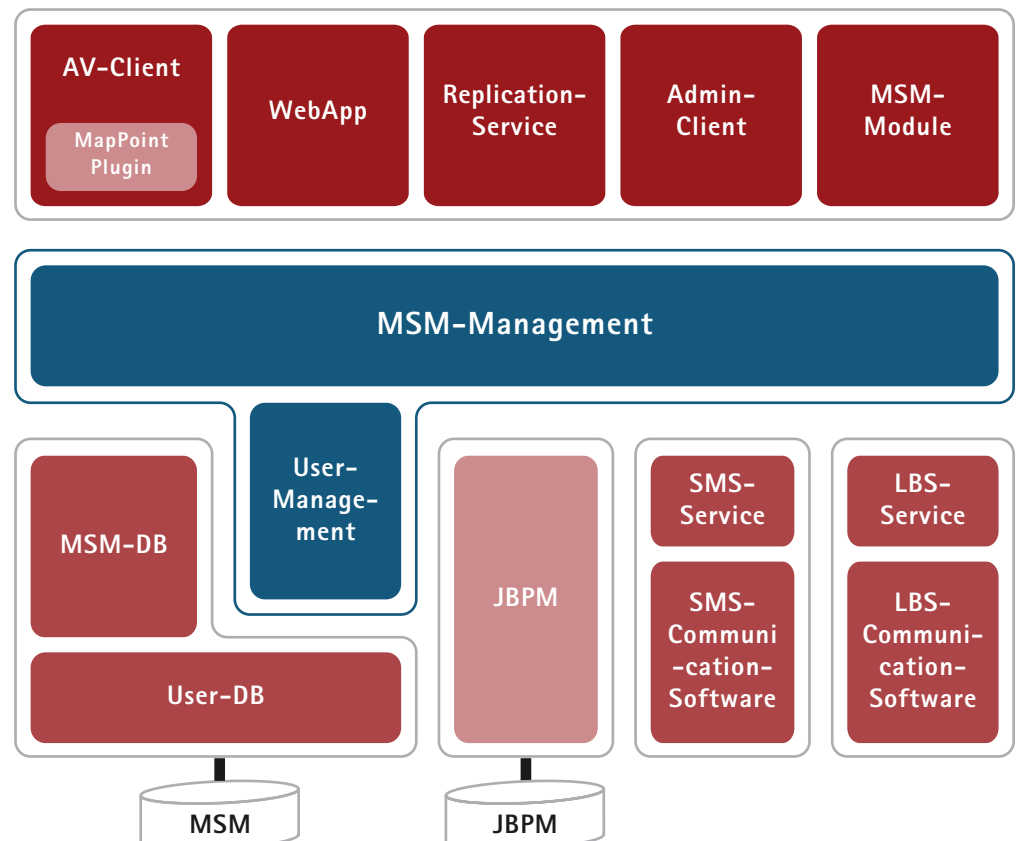 AV-Client
MapPoint
Plugin
WebApp
Replication-
Service
Admin-
Client
MSM-
Module
MSM-Management
User-
Manage-
ment
MSM-DB
User-DB
JBPM
SMS-
Service
SMS-
Communi
-cation-
Software
LBS-
Service
LBS-
Communi-
cation-
Software
MSM
JBPM